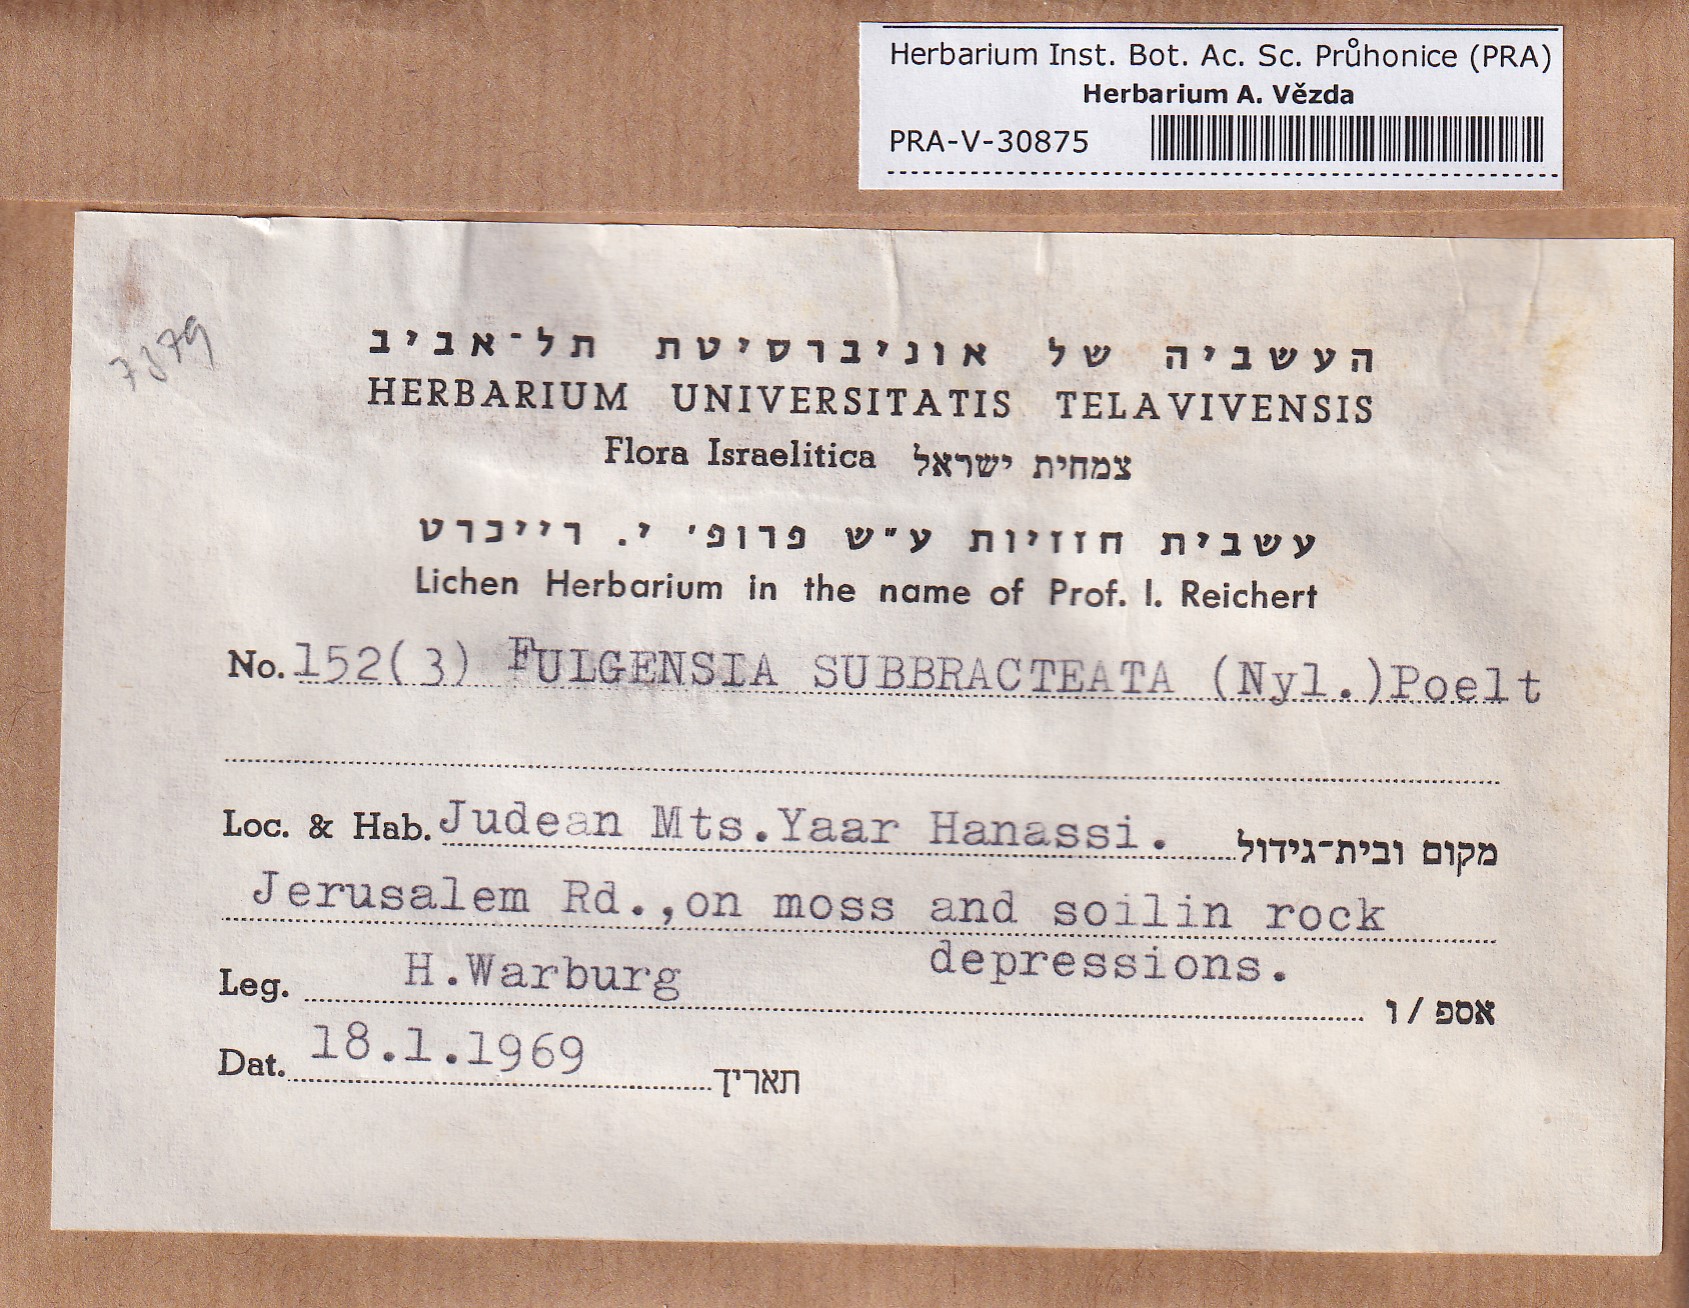 Herbarium Inst. Bot. Ac. Sc. Průhonice (PRA)
Herbarium A. Vězda
PRA-V-30875
7379
העשביה של אוניברסיטת תל־אביב
HERBARIUM UNIVERSITATIS TELAVIVENSIS
Flora Israelitica צמחית ישראל
עשבית חזזיות ע"ש פרופ' י. רייכרט
Lichen Herbarium in the name of Prof. I. Reichert
No. 152(3) FULGENSIA SUBBRACTEATA (Nyl.)Poelt
Loc. & Hab. Judean Mts.Yaar Hanassi. מקום ובית־גידול
Jerusalem Rd.,on moss and soilin rock
depressions.
Leg. H.Warburg אספ/ו
Dat. 18.1.1969 תאריך